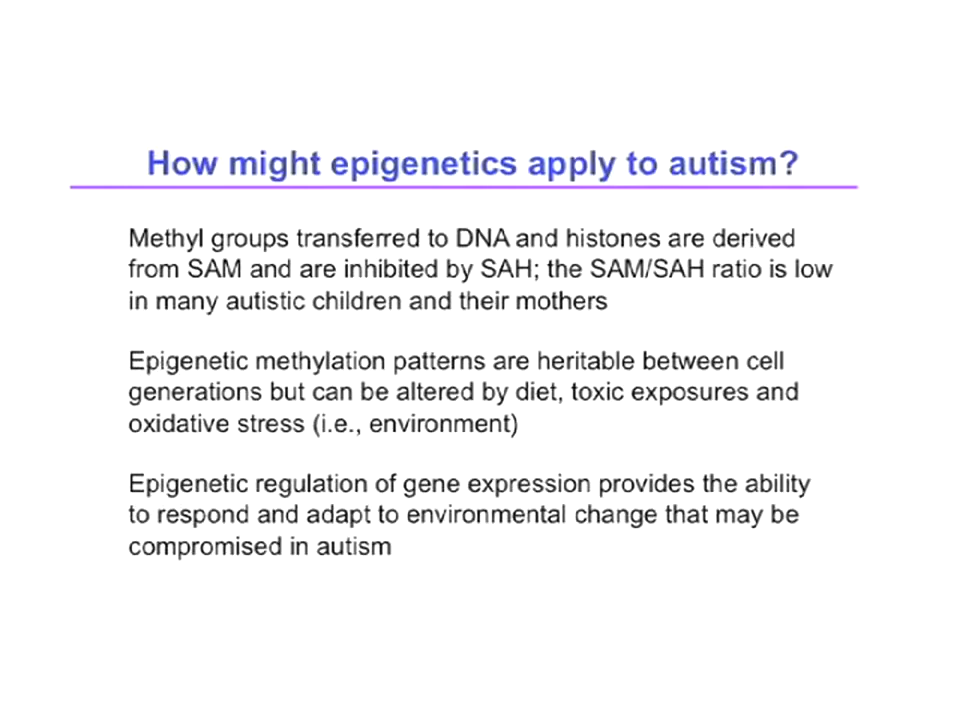 How might epigenetics apply to autism?
Methyl groups transferred to DNA and histones are derived
from SAM and are inhibited by SAH; the SAM/SAH ratio is low
in many autistic children and their mothers
Epigenetic methylation patterns are heritable between cell
generations but can be altered by diet, toxic exposures and
oxidative stress (i.e., environment)
Epigenetic regulation of gene expression provides the ability
to respond and adapt to environmental change that may be
compromised in autism